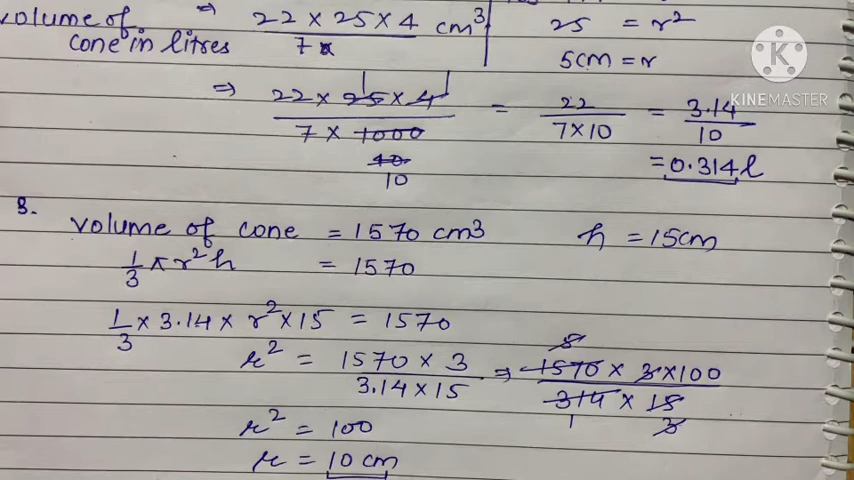 volume of cone in litres ⇒ 22 × 25 × 4 / 7 cm³
25 = r²
5cm = r
⇒ 22 × 25 × 4 / 7 × 1000 = 22 / 7×10 = 3.14 / 10
10
= 0.314 l
KINEMASTER
3.
volume of cone = 1570 cm³ h = 15cm
1/3 π r² h = 1570
1/3 × 3.14 × r² × 15 = 1570
r² = 1570 × 3 / 3.14 × 15 ⇒ 1570 × 3 × 100 / 314 × 15
r² = 100
r = 10 cm